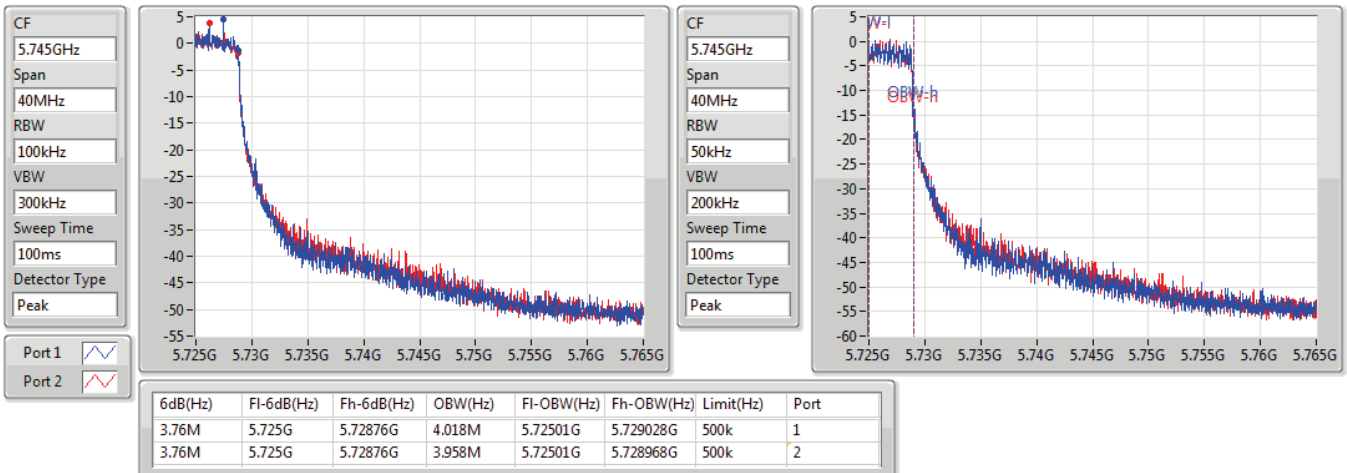 CF
5.745GHz
Span
40MHz
RBW
100kHz
VBW
300kHz
Sweep Time
100ms
Detector Type
Peak
Port 1
Port 2
5
0
-5
-10
-15
-20
-25
-30
-35
-40
-45
-50
-55
5.725G 5.73G 5.735G 5.74G 5.745G 5.75G 5.755G 5.76G 5.765G
CF
5.745GHz
Span
40MHz
RBW
50kHz
VBW
200kHz
Sweep Time
100ms
Detector Type
Peak
5
0
-5
-10
-15
-20
-25
-30
-35
-40
-45
-50
-55
-60
W-l
OBW-h
OBW-h
5.725G 5.73G 5.735G 5.74G 5.745G 5.75G 5.755G 5.76G 5.765G
6dB(Hz) Fl-6dB(Hz) Fh-6dB(Hz) OBW(Hz) Fl-OBW(Hz) Fh-OBW(Hz) Limit(Hz) Port
3.76M 5.725G 5.72876G 4.018M 5.72501G 5.729028G 500k 1
3.76M 5.725G 5.72876G 3.958M 5.72501G 5.728968G 500k 2